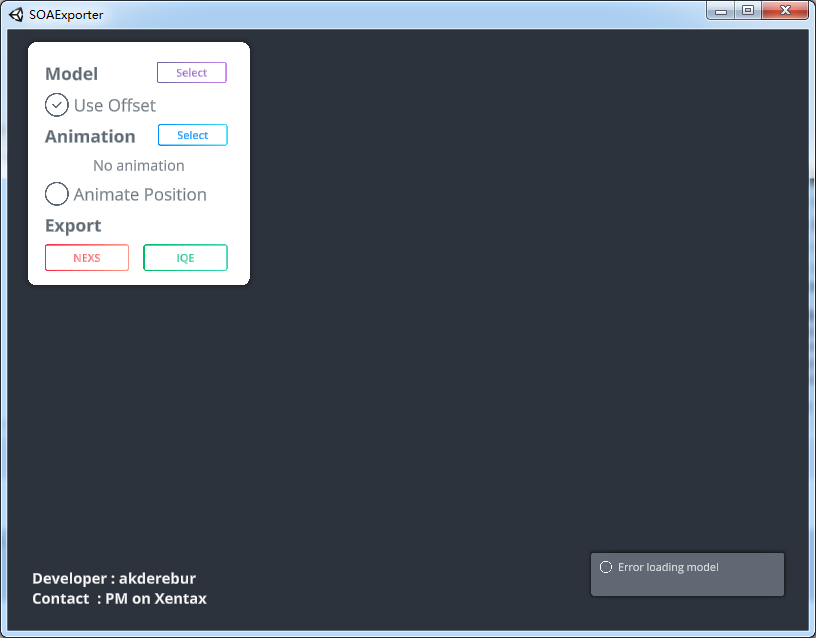 SOAExporter
Model
Select
Use Offset
Animation
Select
No animation
Animate Position
Export
NEXS
IQE
Error loading model
Developer : akderebur
Contact : PM on Xentax